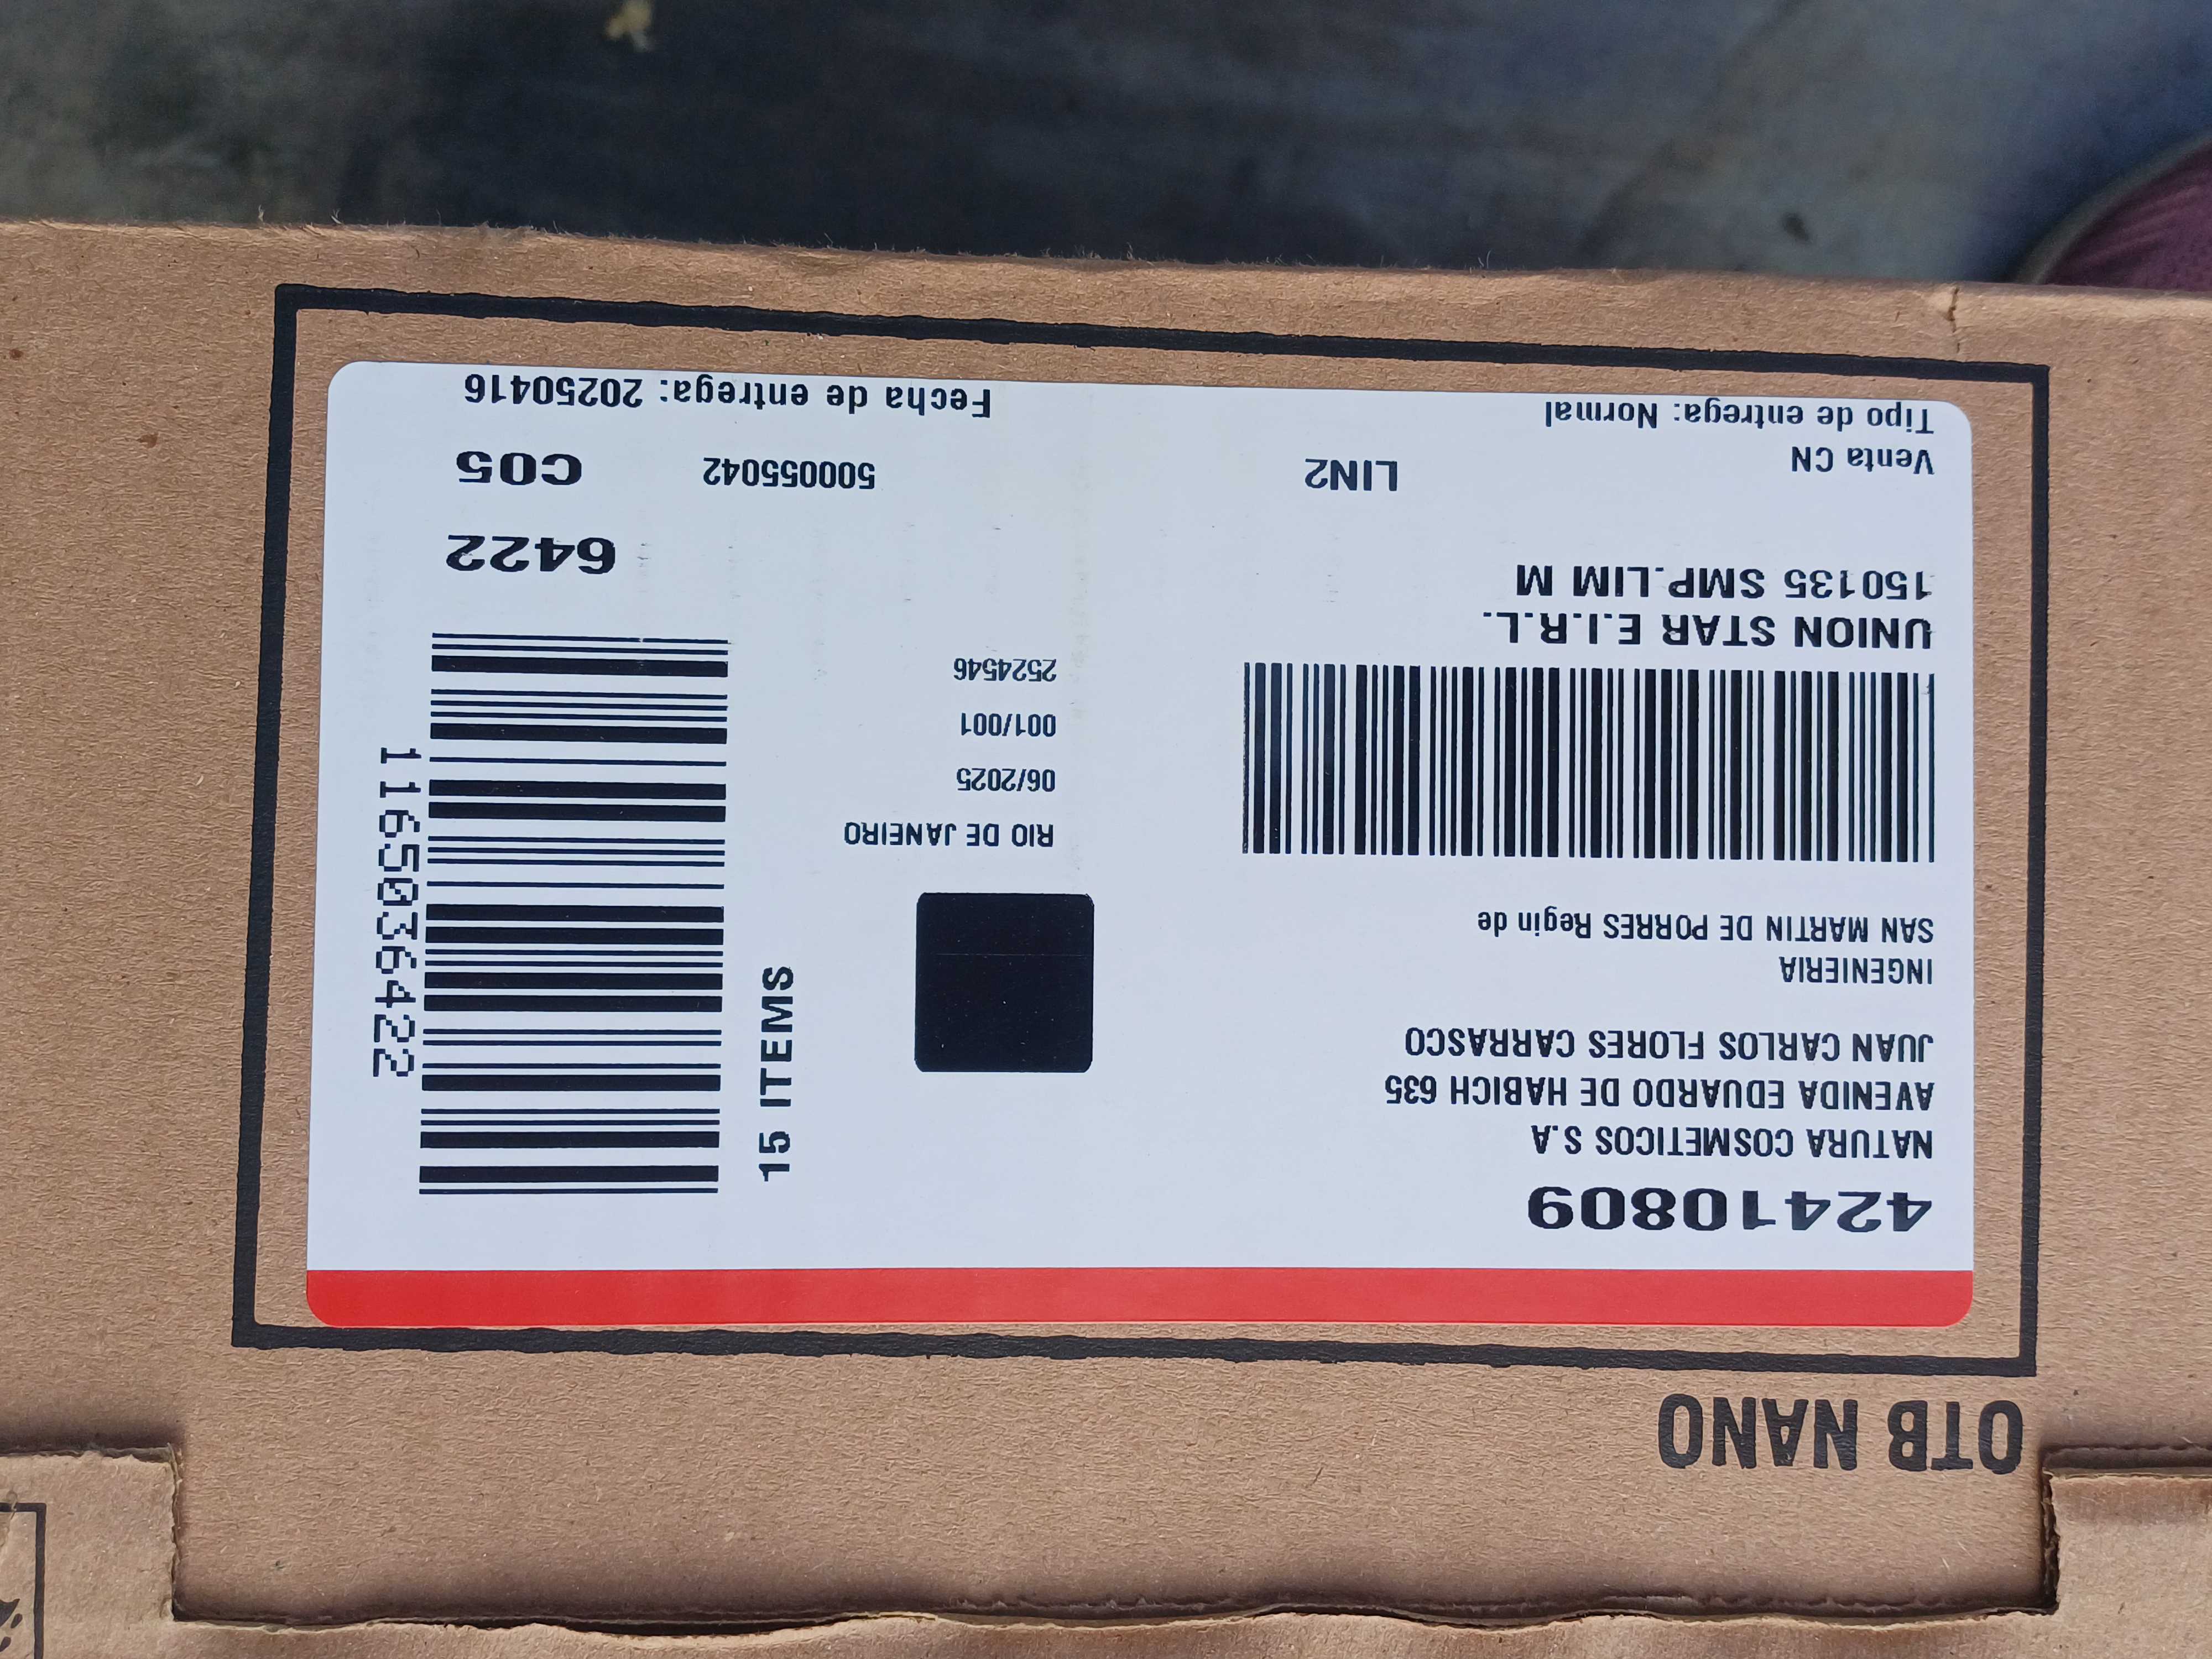 OTB NANO
42410809
NATURA COSMETICOS S.A
AVENIDA EDUARDO DE HABICH 635
JUAN CARLOS FLORES CARRASCO
INGENIERIA
SAN MARTIN DE PORRES Regin de
UNION STAR E.I.R.L.
150135 SMP.LIM M
Venta CN
LIN2
Tipo de entrega: Normal
RIO DE JANEIRO
06/2025
001/001
2524546
15 ITEMS
1165036422
6422
500055042
C05
Fecha de entrega: 20250416